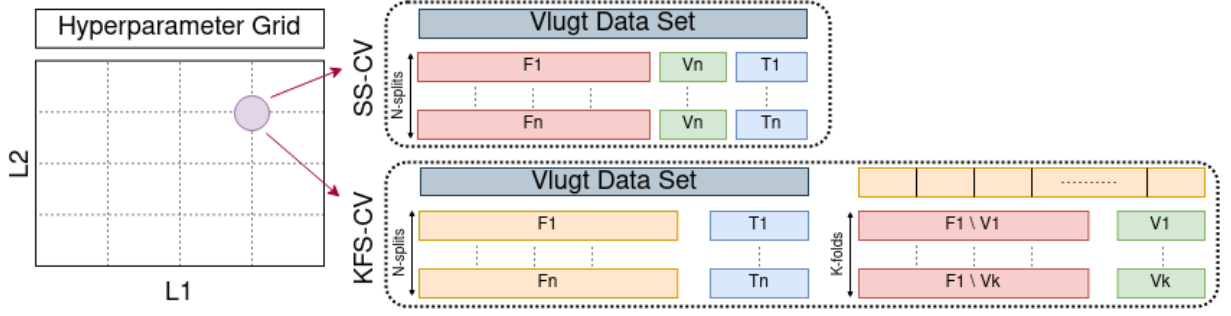 Hyperparameter Grid
L2
L1
SS-CV
Vlugt Data Set
N-splits
F1 Vn T1
Fn Vn Tn
KFS-CV
Vlugt Data Set
N-splits
F1 T1
Fn Tn
K-folds
F1 \ V1 V1
F1 \ Vk Vk